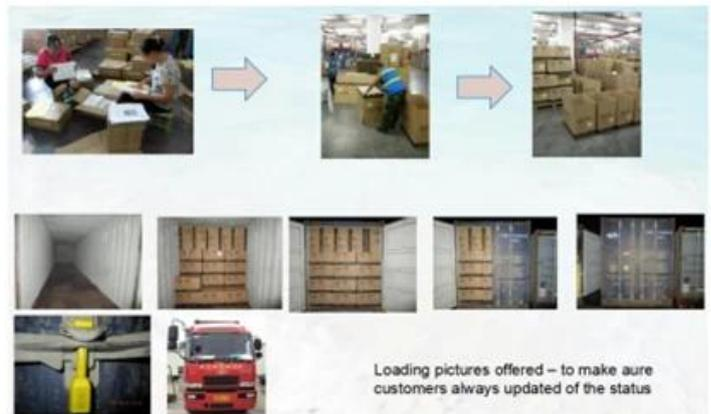 Loading pictures offered – to make aure
customers always updated of the status